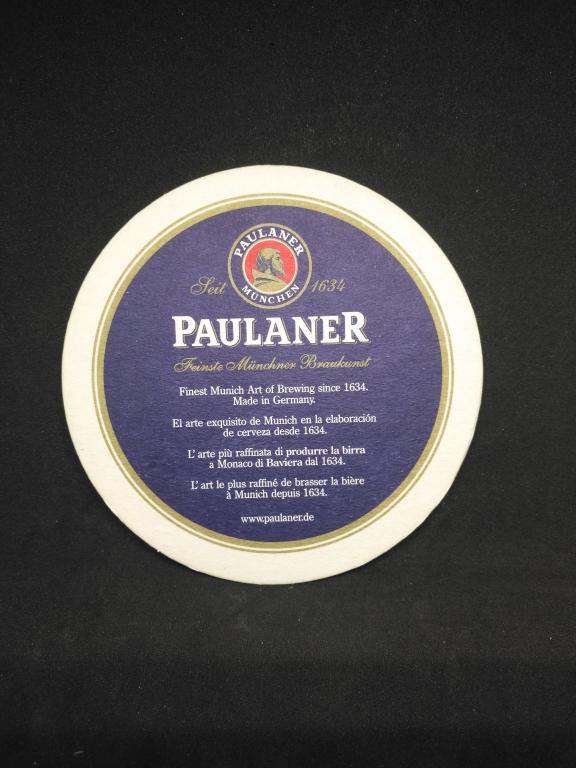 PAULANER
MÜNCHEN
Seit 1634
PAULANER
Feinste Münchner Braukunst
Finest Munich Art of Brewing since 1634.
Made in Germany.
El arte exquisito de Munich en la elaboración
de cerveza desde 1634.
L' arte più raffinata di produrre la birra
a Monaco di Baviera dal 1634.
L' art le plus raffiné de brasser la bière
à Munich depuis 1634.
www.paulaner.de